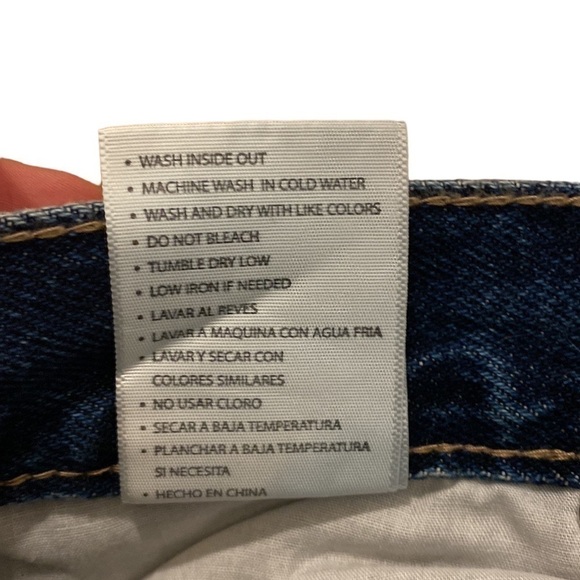 • WASH INSIDE OUT
• MACHINE WASH IN COLD WATER
• WASH AND DRY WITH LIKE COLORS
• DO NOT BLEACH
• TUMBLE DRY LOW
• LOW IRON IF NEEDED
• LAVAR AL REVES
• LAVAR A MAQUINA CON AGUA FRIA
• LAVAR Y SECAR CON
COLORES SIMILARES
• NO USAR CLORO
• SECAR A BAJA TEMPERATURA
• PLANCHAR A BAJA TEMPERATURA
SI NECESITA
• HECHO EN CHINA